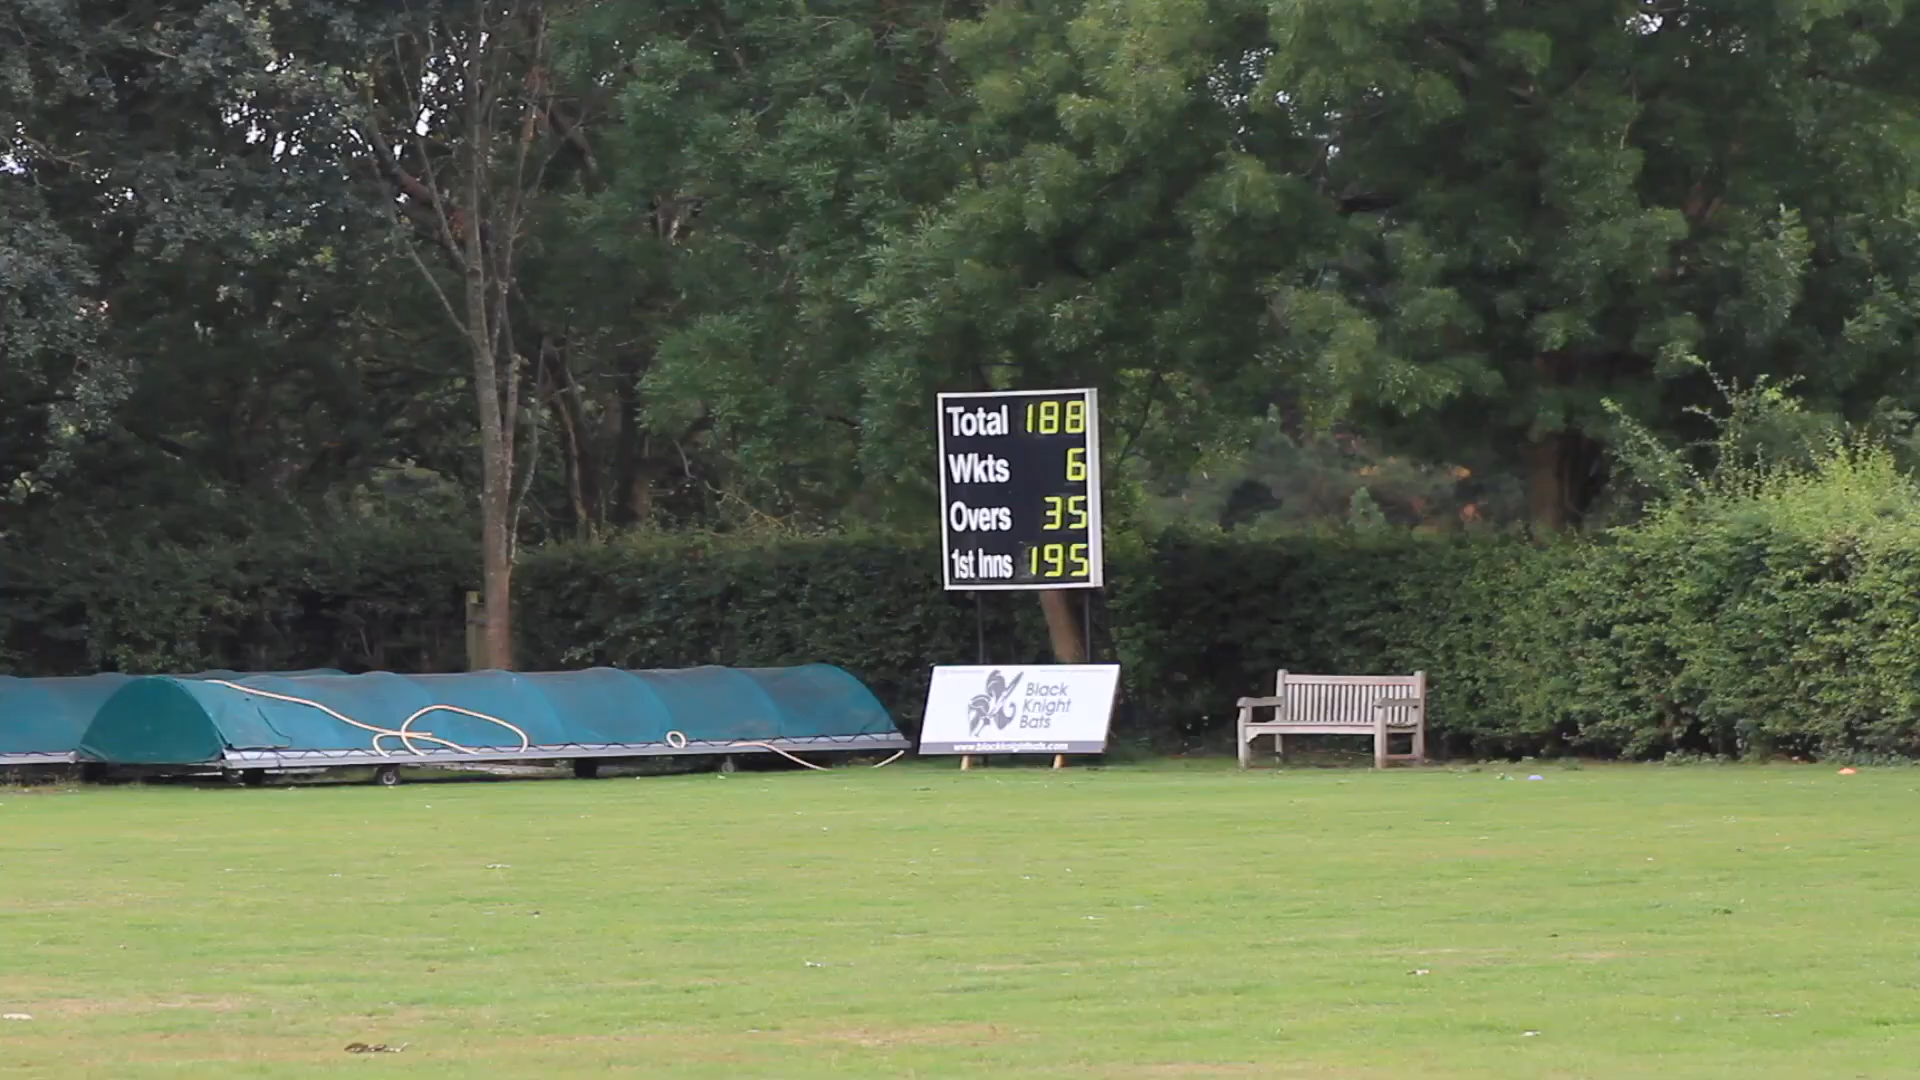 Total 188
Wkts 6
Overs 35
1st Inns 195
Black
Knight
Bats
www.blackknightbats.com